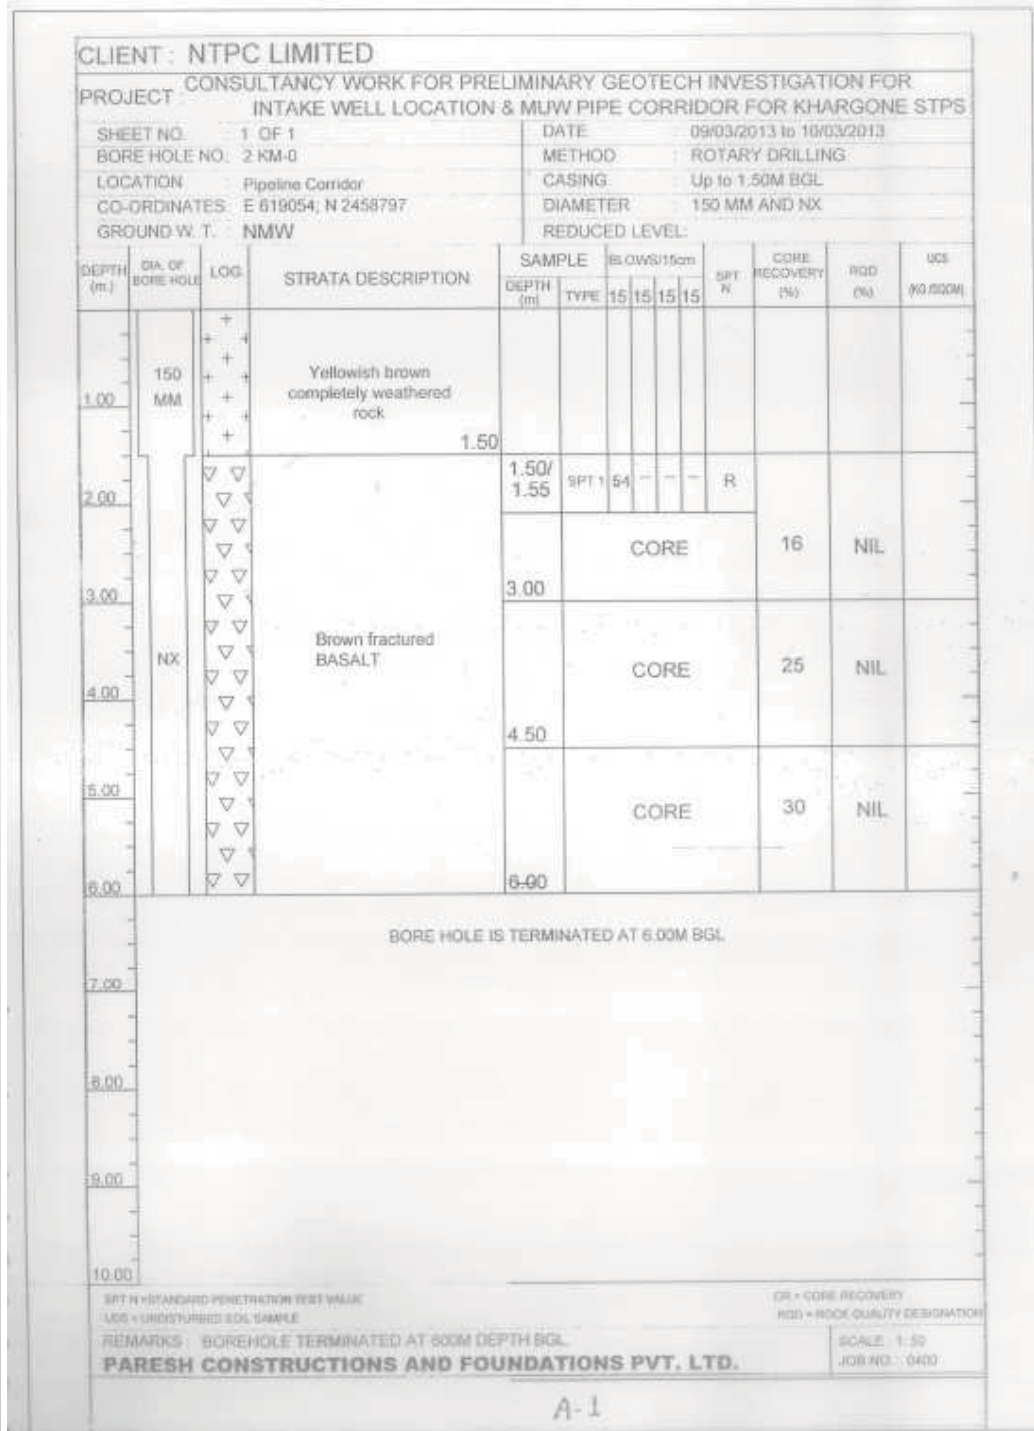 CLIENT : NTPC LIMITED
PROJECT : CONSULTANCY WORK FOR PRELIMINARY GEOTECH INVESTIGATION FOR
INTAKE WELL LOCATION & MUW PIPE CORRIDOR FOR KHARGONE STPS
SHEET NO. : 1 OF 1
BORE HOLE NO. : 2 KM-0
LOCATION : Pipeline Corridor
CO-ORDINATES : E 619054; N 2458797
GROUND W. T. : NMW
DATE : 09/03/2013 to 10/03/2013
METHOD : ROTARY DRILLING
CASING : Up to 1.50M BGL
DIAMETER : 150 MM AND NX
REDUCED LEVEL:
DEPTH (m.) DIA. OF BORE HOLE LOG STRATA DESCRIPTION SAMPLE BLOWS/15cm SPT N CORE RECOVERY (%) RQD (%) UCS (KG /SQCM)
DEPTH (m) TYPE 15 15 15 15
150
MM
1.00
Yellowish brown
completely weathered
rock
1.50
1.50/
1.55 SPT 1 54 - - - R
2.00
CORE 16 NIL
3.00
3.00
NX
Brown fractured
BASALT
CORE 25 NIL
4.00
4.50
5.00
CORE 30 NIL
6.00
6.00
BORE HOLE IS TERMINATED AT 6.00M BGL
7.00
8.00
9.00
10.00
SPT N =STANDARD PENETRATION TEST VALUE
UDS = UNDISTURBED SOIL SAMPLE
CR = CORE RECOVERY
RQD = ROCK QUALITY DESIGNATION
REMARKS : BOREHOLE TERMINATED AT 600M DEPTH BGL
PARESH CONSTRUCTIONS AND FOUNDATIONS PVT. LTD.
SCALE : 1: 50
JOB NO. : 0400
A-1